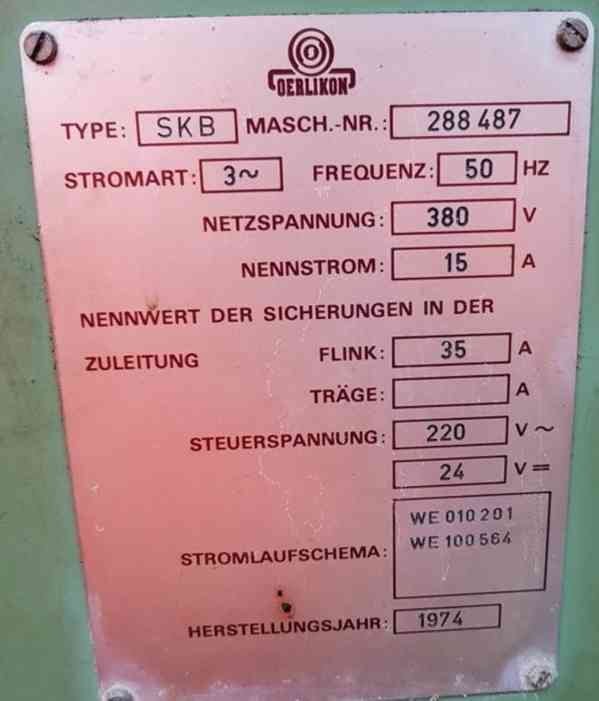 OERLIKON
TYPE: SKB MASCH.-NR.: 288 487
STROMART: 3~ FREQUENZ: 50 HZ
NETZSPANNUNG: 380 V
NENNSTROM: 15 A
NENNWERT DER SICHERUNGEN IN DER
ZULEITUNG FLINK: 35 A
TRÄGE: A
STEUERSPANNUNG: 220 V ~
24 V ⎓
WE 010 201
WE 100 564
STROMLAUFSCHEMA:
HERSTELLUNGSJAHR: 1974